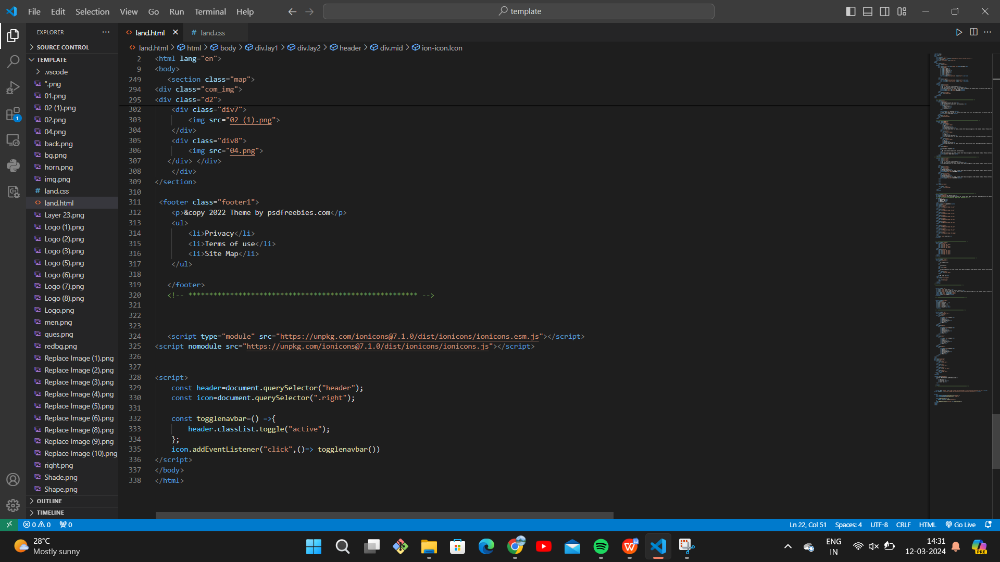 File Edit Selection View Go Run Terminal Help
template
EXPLORER
SOURCE CONTROL
TEMPLATE
.vscode
“.png
01.png
02 (1).png
02.png
04.png
back.png
bg.png
horn.png
img.png
# land.css
<> land.html
Layer 23.png
Logo (1).png
Logo (2).png
Logo (3).png
Logo (5).png
Logo (6).png
Logo (7).png
Logo (8).png
Logo.png
men.png
ques.png
redbg.png
Replace Image (1).png
Replace Image (2).png
Replace Image (3).png
Replace Image (4).png
Replace Image (5).png
Replace Image (6).png
Replace Image (8).png
Replace Image (9).png
Replace Image (10).png
right.png
Shade.png
Shape.png
OUTLINE
TIMELINE
1
<> land.html # land.css
<> land.html > html > body > div.lay1 > div.lay2 > header > div.mid > ion-icon.Icon
2 <html lang="en">
9 <body>
249 <section class="map">
294 <div class="com_img">
295 <div class="d2">
302 <div class="div7">
303 <img src="02 (1).png">
304 </div>
305 <div class="div8">
306 <img src="04.png">
307 </div> </div>
308 </div>
309 </section>
310
311 <footer class="footer1">
312 <p>&copy 2022 Theme by psdfreebies.com</p>
313 <ul>
314 <li>Privacy</li>
315 <li>Terms of use</li>
316 <li>Site Map</li>
317 </ul>
318
319 </footer>
320 <!-- ******************************************************* -->
321
322
323
324 <script type="module" src="https://unpkg.com/ionicons@7.1.0/dist/ionicons/ionicons.esm.js"></script>
325 <script nomodule src="https://unpkg.com/ionicons@7.1.0/dist/ionicons/ionicons.js"></script>
326
327
328 <script>
329 const header=document.querySelector("header");
330 const icon=document.querySelector(".right");
331
332 const togglenavbar=() =>{
333 header.classList.toggle("active");
334 };
335 icon.addEventListener("click",()=> togglenavbar())
336 </script>
337 </body>
338 </html>
0 0 0
Ln 22, Col 51 Spaces: 4 UTF-8 CRLF HTML Go Live
28°C
Mostly sunny
ENG
IN
14:31
12-03-2024
PRE